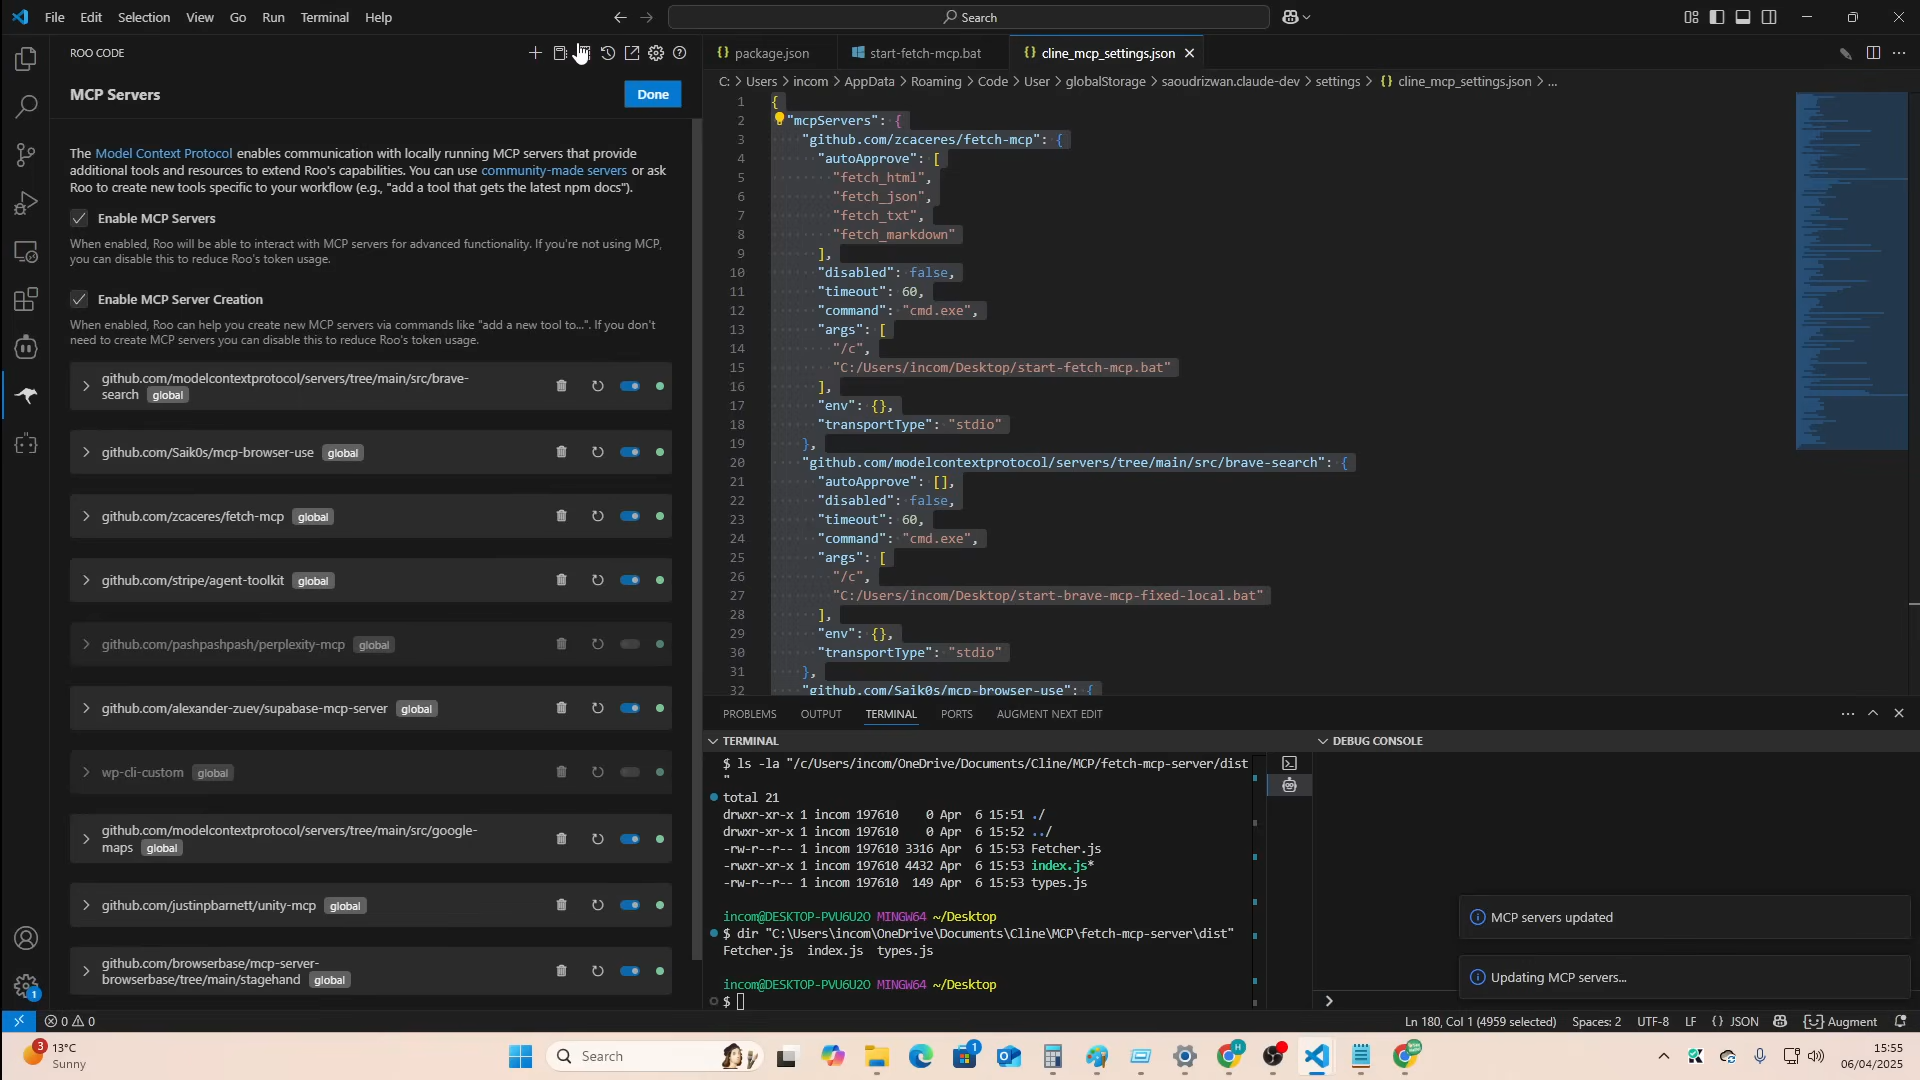 File Edit Selection View Go Run Terminal Help
Search
ROO CODE
MCP Servers
Done
The Model Context Protocol enables communication with locally running MCP servers that provide
additional tools and resources to extend Roo's capabilities. You can use community-made servers or ask
Roo to create new tools specific to your workflow (e.g., "add a tool that gets the latest npm docs").
Enable MCP Servers
When enabled, Roo will be able to interact with MCP servers for advanced functionality. If you're not using MCP,
you can disable this to reduce Roo's token usage.
Enable MCP Server Creation
When enabled, Roo can help you create new MCP servers via commands like "add a new tool to...". If you don't
need to create MCP servers you can disable this to reduce Roo's token usage.
github.com/modelcontextprotocol/servers/tree/main/src/brave-
search global
github.com/Saik0s/mcp-browser-use global
github.com/zcaceres/fetch-mcp global
github.com/stripe/agent-toolkit global
github.com/pashpashpash/perplexity-mcp global
github.com/alexander-zuev/supabase-mcp-server global
wp-cli-custom global
github.com/modelcontextprotocol/servers/tree/main/src/google-
maps global
github.com/justinpbarnett/unity-mcp global
github.com/browserbase/mcp-server-
browserbase/tree/main/stagehand global
package.json start-fetch-mcp.bat cline_mcp_settings.json
C: > Users > incom > AppData > Roaming > Code > User > globalStorage > saoudrizwan.claude-dev > settings > {} cline_mcp_settings.json > ...
1 {
2 "mcpServers": {
3 "github.com/zcaceres/fetch-mcp": {
4 "autoApprove": [
5 "fetch_html",
6 "fetch_json",
7 "fetch_txt",
8 "fetch_markdown"
9 ],
10 "disabled": false,
11 "timeout": 60,
12 "command": "cmd.exe",
13 "args": [
14 "/c",
15 "C:/Users/incom/Desktop/start-fetch-mcp.bat"
16 ],
17 "env": {},
18 "transportType": "stdio"
19 },
20 "github.com/modelcontextprotocol/servers/tree/main/src/brave-search": {
21 "autoApprove": [],
22 "disabled": false,
23 "timeout": 60,
24 "command": "cmd.exe",
25 "args": [
26 "/c",
27 "C:/Users/incom/Desktop/start-brave-mcp-fixed-local.bat"
28 ],
29 "env": {},
30 "transportType": "stdio"
31 },
32 "github.com/Saik0s/mcp-browser-use": {
PROBLEMS OUTPUT TERMINAL PORTS AUGMENT NEXT EDIT
TERMINAL
$ ls -la "/c/Users/incom/OneDrive/Documents/Cline/MCP/fetch-mcp-server/dist
"
total 21
drwxr-xr-x 1 incom 197610 0 Apr 6 15:51 ./
drwxr-xr-x 1 incom 197610 0 Apr 6 15:52 ../
-rw-r--r-- 1 incom 197610 3316 Apr 6 15:53 Fetcher.js
-rwxr-xr-x 1 incom 197610 4432 Apr 6 15:53 index.js*
-rw-r--r-- 1 incom 197610 149 Apr 6 15:53 types.js
incom@DESKTOP-PVU6U2O MINGW64 ~/Desktop
$ dir "C:\Users\incom\OneDrive\Documents\Cline\MCP\fetch-mcp-server\dist"
Fetcher.js index.js types.js
incom@DESKTOP-PVU6U2O MINGW64 ~/Desktop
$
DEBUG CONSOLE
MCP servers updated
Updating MCP servers...
0 0
Ln 180, Col 1 (4959 selected) Spaces: 2 UTF-8 LF {} JSON Augment
1
3
13°C
Sunny
Search
1
15:55
06/04/2025